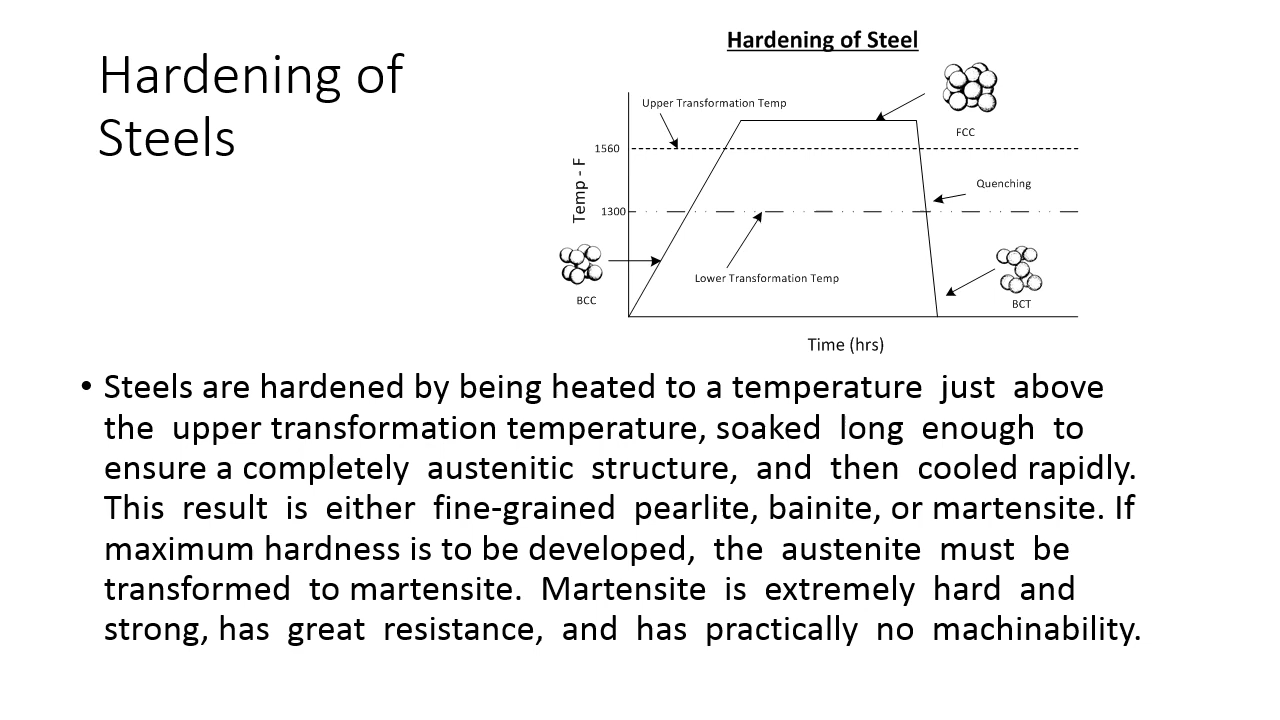 Hardening of
Steels
Hardening of Steel
Upper Transformation Temp
FCC
1560
Temp - F
Quenching
1300
Lower Transformation Temp
BCC
BCT
Time (hrs)
• Steels are hardened by being heated to a temperature just above
the upper transformation temperature, soaked long enough to
ensure a completely austenitic structure, and then cooled rapidly.
This result is either fine-grained pearlite, bainite, or martensite. If
maximum hardness is to be developed, the austenite must be
transformed to martensite. Martensite is extremely hard and
strong, has great resistance, and has practically no machinability.